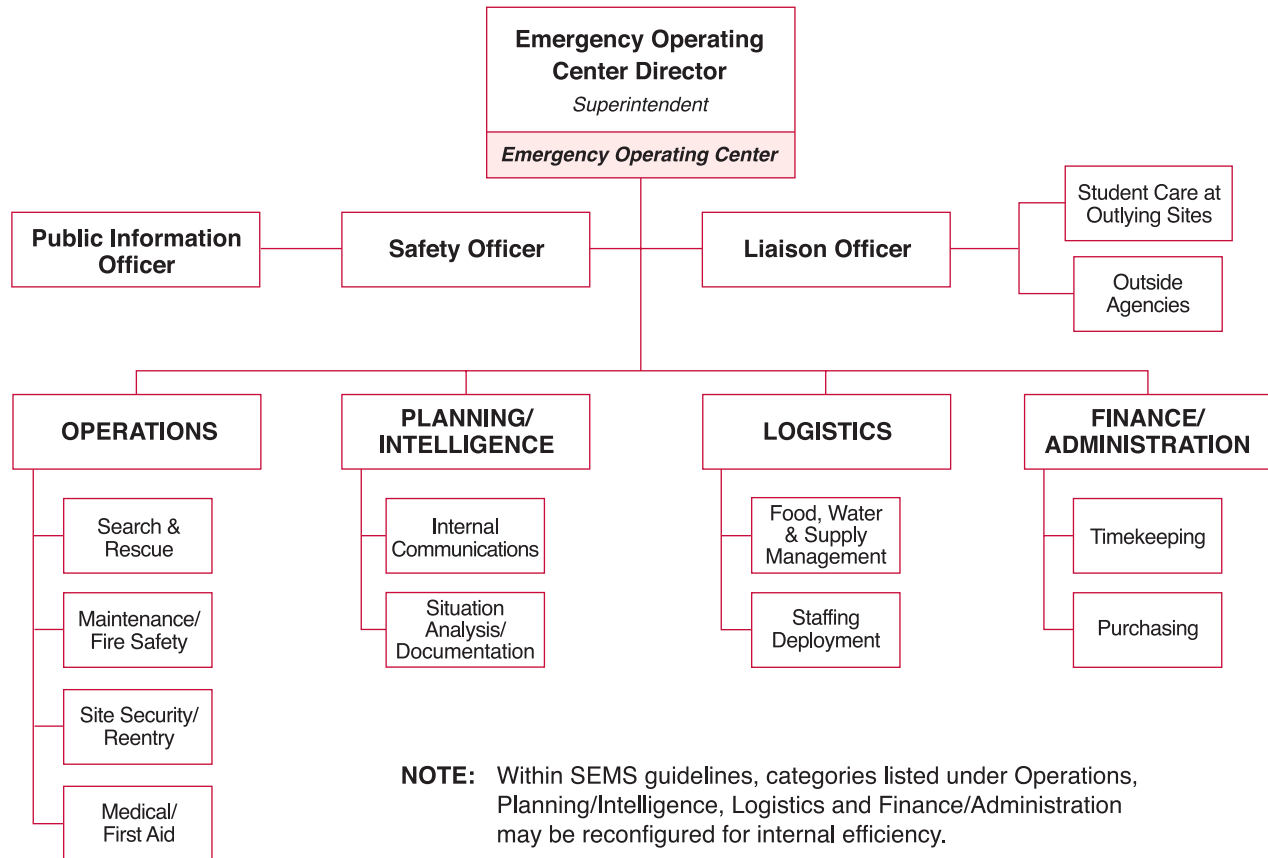 Emergency Operating
Center Director
Superintendent
Emergency Operating Center
Public Information
Officer
Safety Officer
Liaison Officer
Student Care at
Outlying Sites
Outside
Agencies
OPERATIONS
Search &
Rescue
Maintenance/
Fire Safety
Site Security/
Reentry
Medical/
First Aid
PLANNING/
INTELLIGENCE
Internal
Communications
Situation
Analysis/
Documentation
LOGISTICS
Food, Water
& Supply
Management
Staffing
Deployment
FINANCE/
ADMINISTRATION
Timekeeping
Purchasing
NOTE: Within SEMS guidelines, categories listed under Operations,
Planning/Intelligence, Logistics and Finance/Administration
may be reconfigured for internal efficiency.